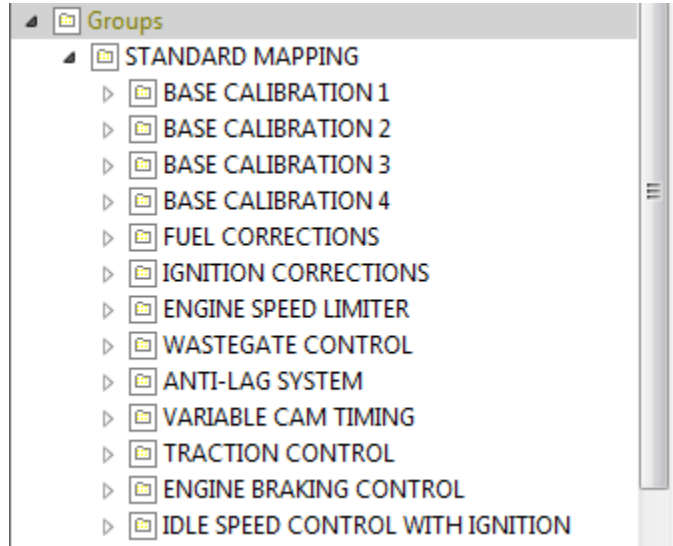 Groups
STANDARD MAPPING
BASE CALIBRATION 1
BASE CALIBRATION 2
BASE CALIBRATION 3
BASE CALIBRATION 4
FUEL CORRECTIONS
IGNITION CORRECTIONS
ENGINE SPEED LIMITER
WASTEGATE CONTROL
ANTI-LAG SYSTEM
VARIABLE CAM TIMING
TRACTION CONTROL
ENGINE BRAKING CONTROL
IDLE SPEED CONTROL WITH IGNITION